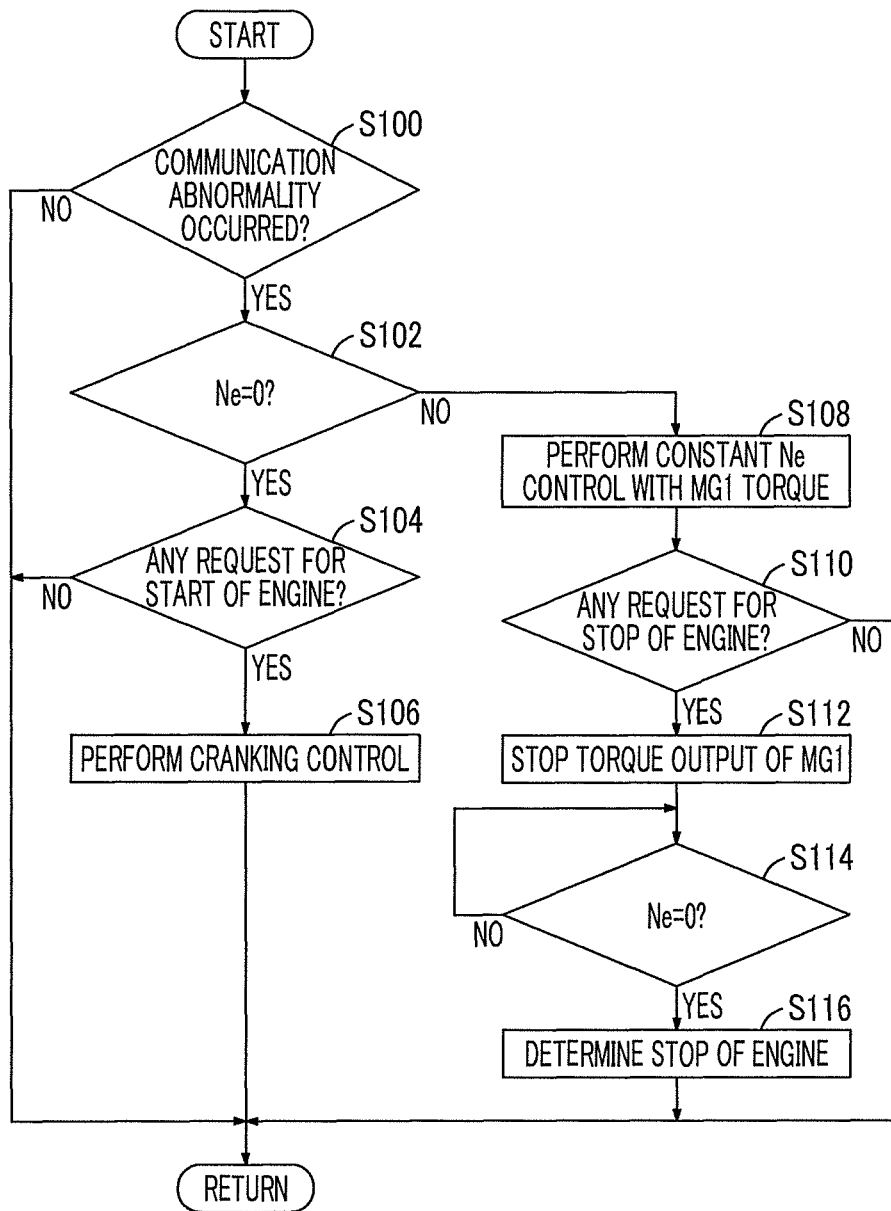 START
S100
COMMUNICATION
ABNORMALITY
OCCURRED?
NO
YES
S102
Ne=0?
NO
YES
S104
ANY REQUEST FOR
START OF ENGINE?
NO
YES
S106
PERFORM CRANKING CONTROL
S108
PERFORM CONSTANT Ne
CONTROL WITH MG1 TORQUE
S110
ANY REQUEST FOR
STOP OF ENGINE?
NO
YES
S112
STOP TORQUE OUTPUT OF MG1
S114
Ne=0?
NO
YES
S116
DETERMINE STOP OF ENGINE
RETURN